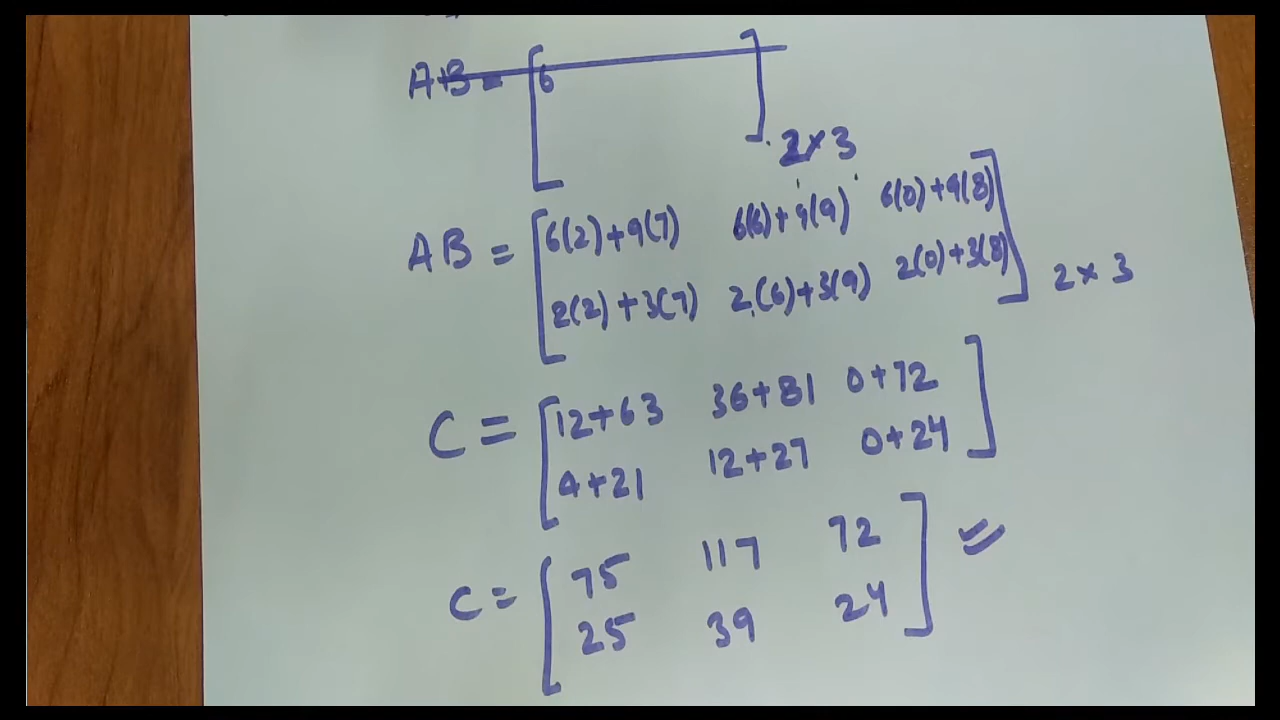 AB = [6 ] 2×3
AB = [6(2)+9(7) 6(6)+9(9) 6(0)+9(8)
2(2)+3(7) 2(6)+3(9) 2(0)+3(8)] 2×3
C = [12+63 36+81 0+72
4+21 12+27 0+24]
C = [75 117 72
25 39 24]